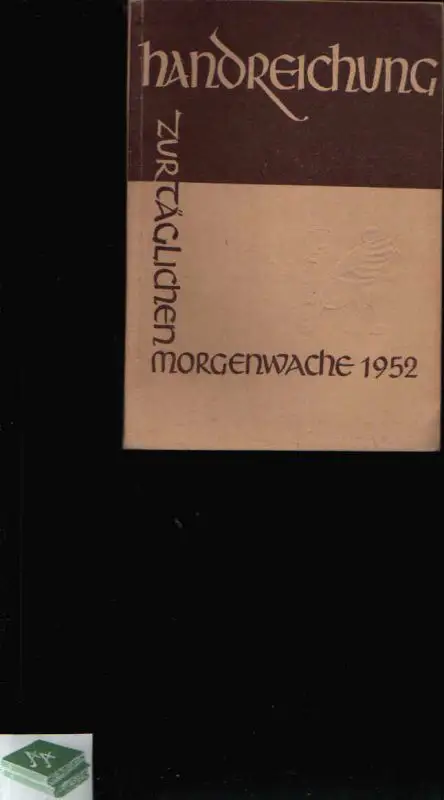 handreichung
zur täglichen
morgenwache 1952